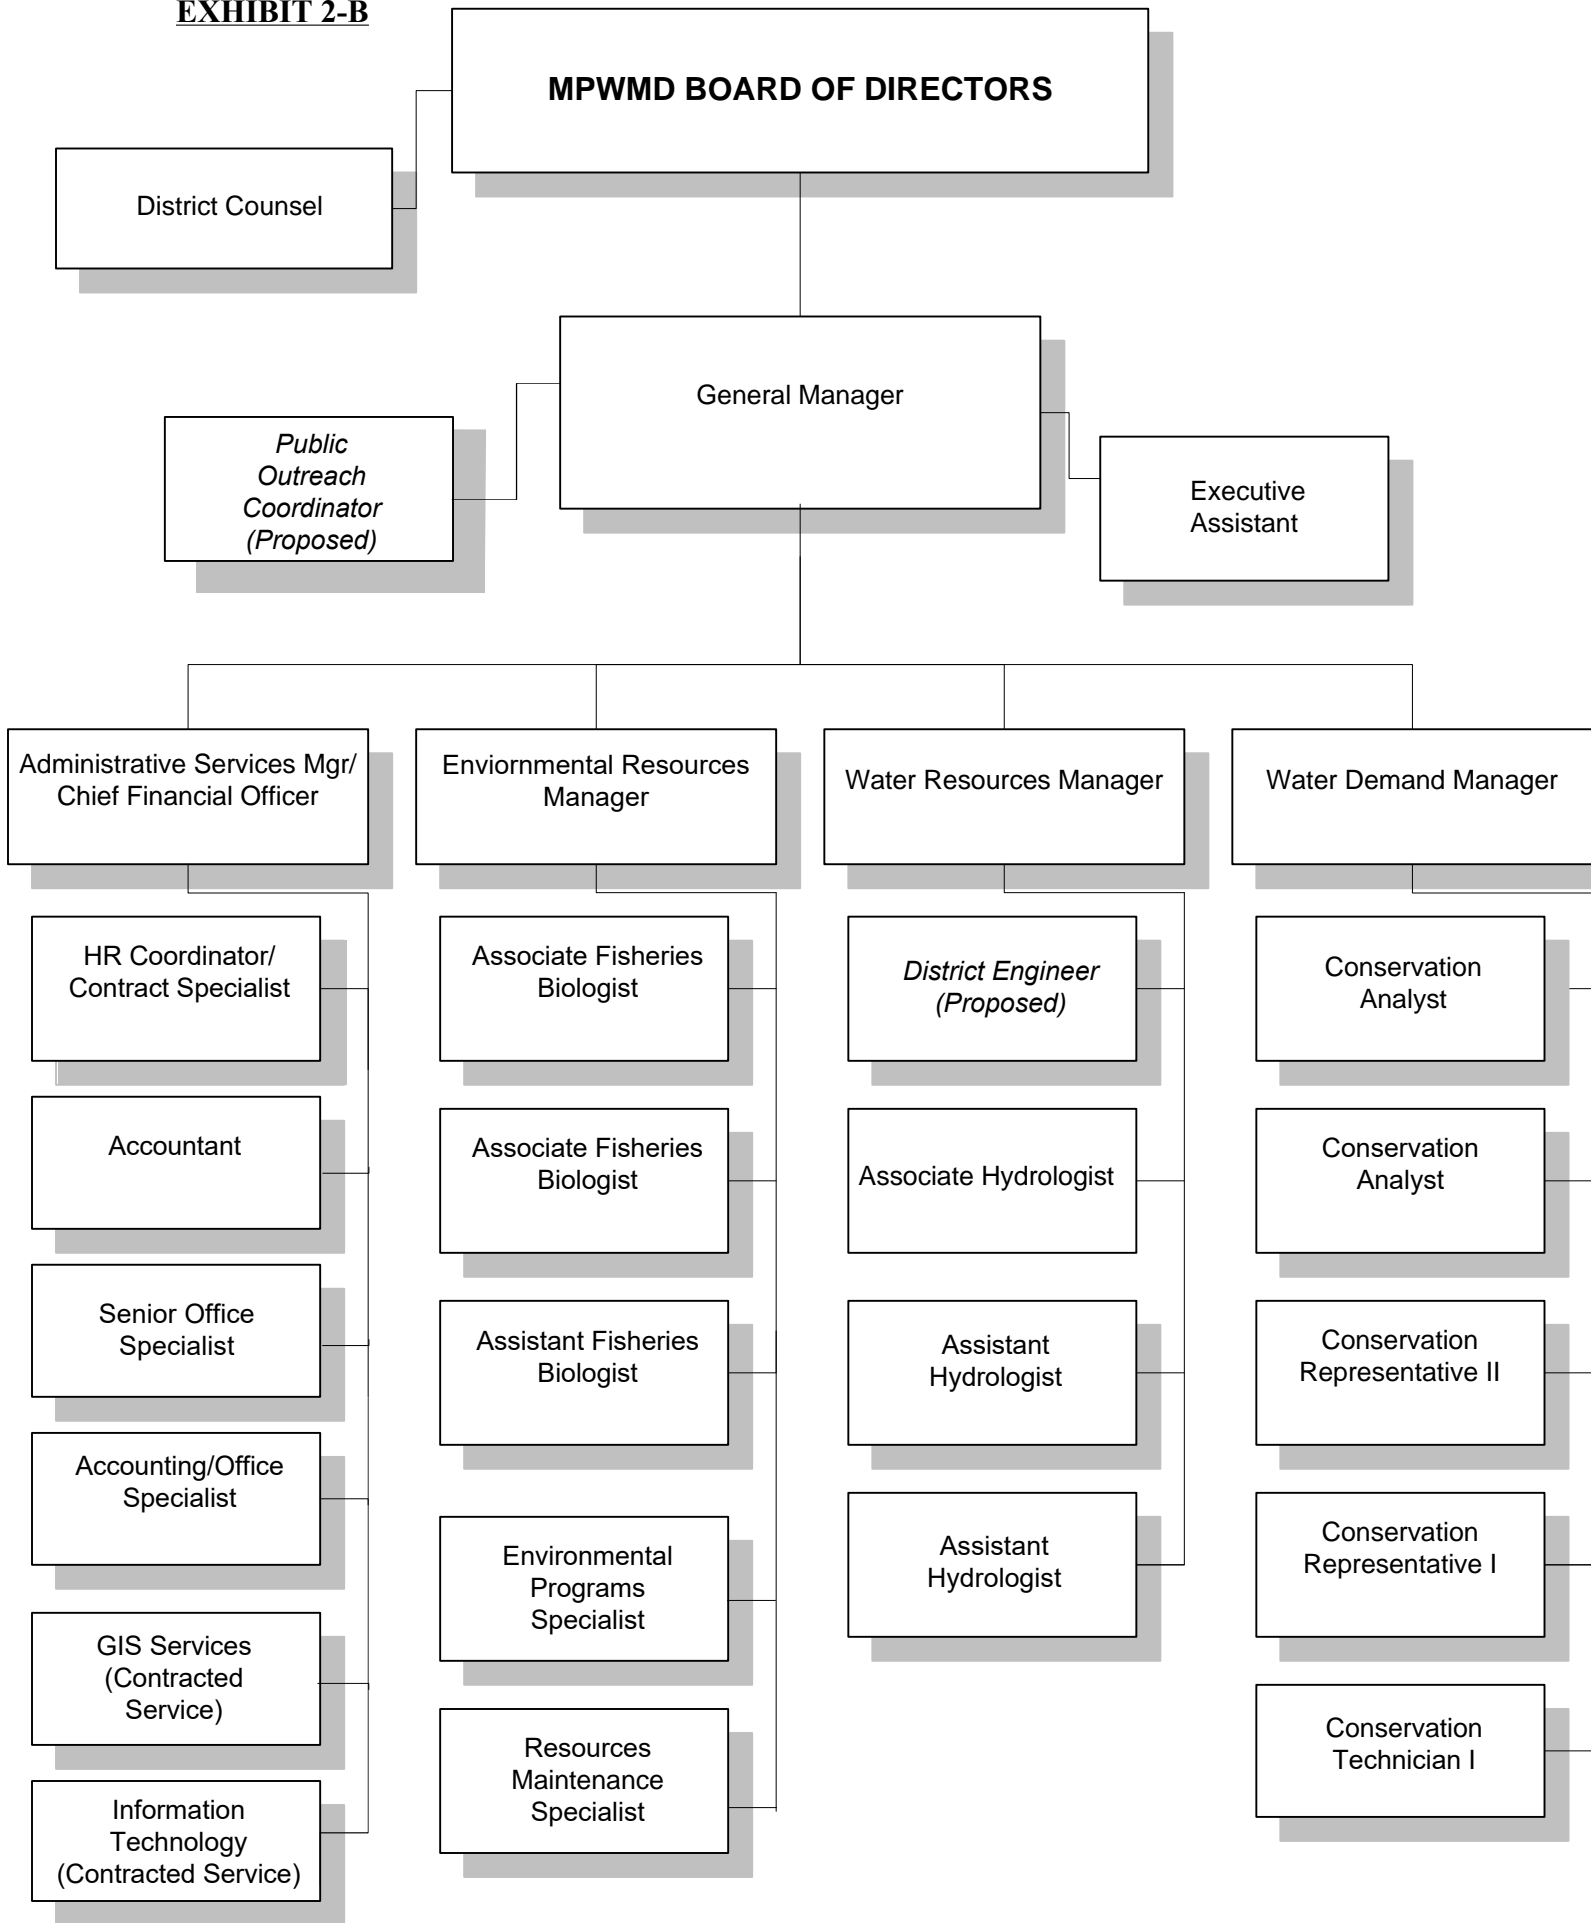 EXHIBIT 2-B
MPWMD BOARD OF DIRECTORS
District Counsel
General Manager
Public
Outreach
Coordinator
(Proposed)
Executive
Assistant
Administrative Services Mgr/
Chief Financial Officer
Enviornmental Resources
Manager
Water Resources Manager
Water Demand Manager
HR Coordinator/
Contract Specialist
Accountant
Senior Office
Specialist
Accounting/Office
Specialist
GIS Services
(Contracted
Service)
Information
Technology
(Contracted Service)
Associate Fisheries
Biologist
Associate Fisheries
Biologist
Assistant Fisheries
Biologist
Environmental
Programs
Specialist
Resources
Maintenance
Specialist
District Engineer
(Proposed)
Associate Hydrologist
Assistant
Hydrologist
Assistant
Hydrologist
Conservation
Analyst
Conservation
Analyst
Conservation
Representative II
Conservation
Representative I
Conservation
Technician I